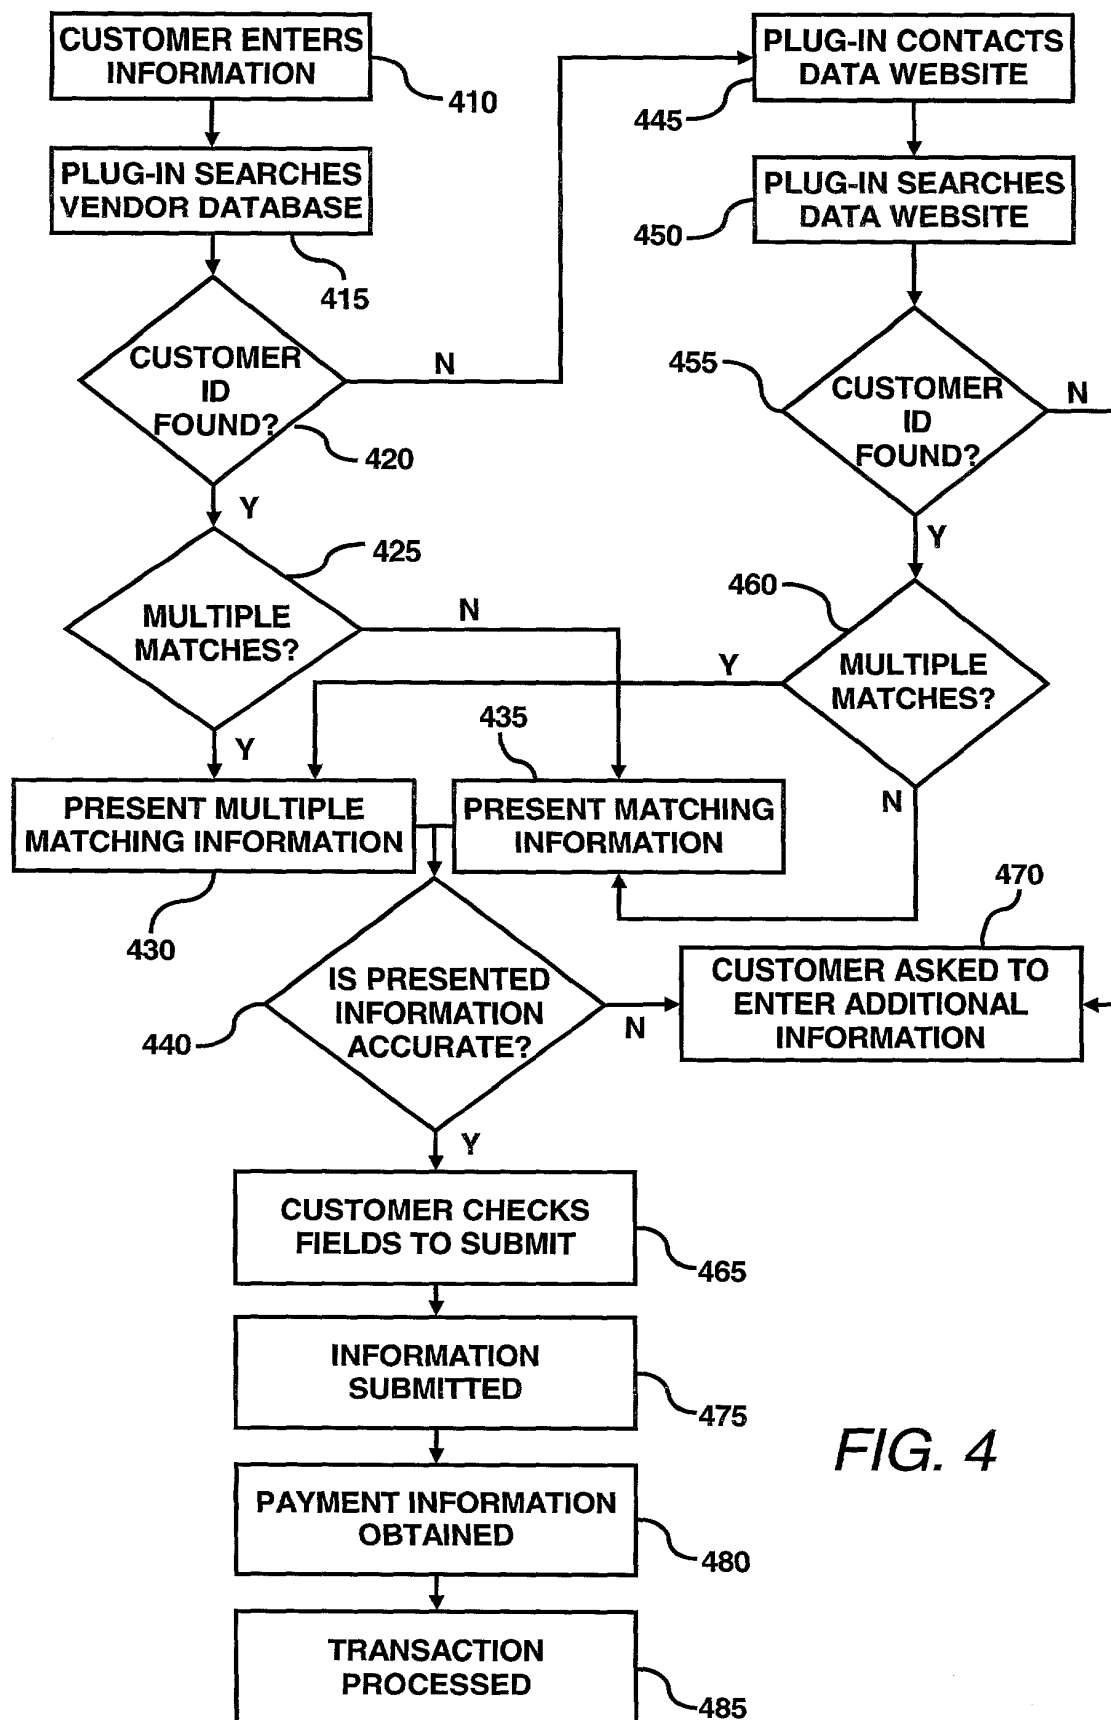 CUSTOMER ENTERS
INFORMATION
410
PLUG-IN SEARCHES
VENDOR DATABASE
415
CUSTOMER
ID
FOUND?
420
N
Y
425
MULTIPLE
MATCHES?
N
Y
PLUG-IN CONTACTS
DATA WEBSITE
445
PLUG-IN SEARCHES
DATA WEBSITE
450
455
CUSTOMER
ID
FOUND?
N
Y
460
MULTIPLE
MATCHES?
Y
N
PRESENT MULTIPLE
MATCHING INFORMATION
430
435
PRESENT MATCHING
INFORMATION
IS PRESENTED
INFORMATION
ACCURATE?
440
N
Y
470
CUSTOMER ASKED TO
ENTER ADDITIONAL
INFORMATION
CUSTOMER CHECKS
FIELDS TO SUBMIT
465
INFORMATION
SUBMITTED
475
PAYMENT INFORMATION
OBTAINED
480
TRANSACTION
PROCESSED
485
FIG. 4